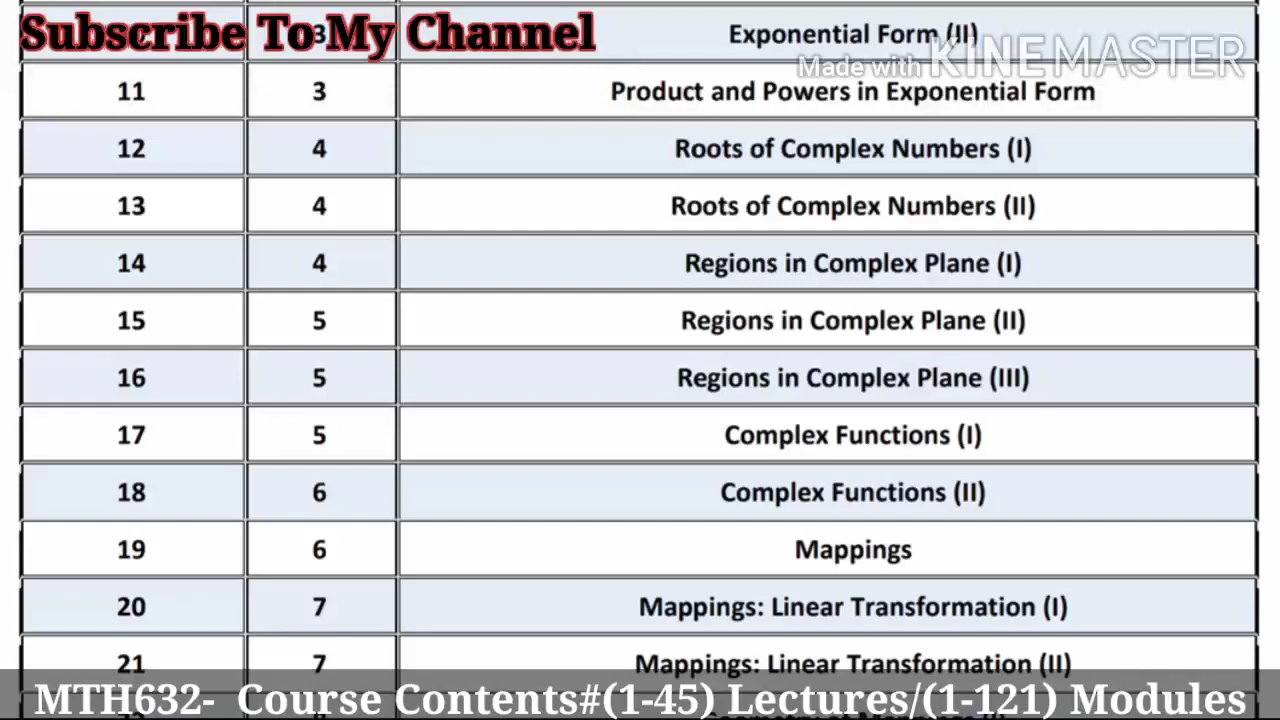 Subscribe To My Channel
3 Exponential Form (II)
Made with KINEMASTER
11 3 Product and Powers in Exponential Form
12 4 Roots of Complex Numbers (I)
13 4 Roots of Complex Numbers (II)
14 4 Regions in Complex Plane (I)
15 5 Regions in Complex Plane (II)
16 5 Regions in Complex Plane (III)
17 5 Complex Functions (I)
18 6 Complex Functions (II)
19 6 Mappings
20 7 Mappings: Linear Transformation (I)
21 7 Mappings: Linear Transformation (II)
MTH632- Course Contents#(1-45) Lectures/(1-121) Modules